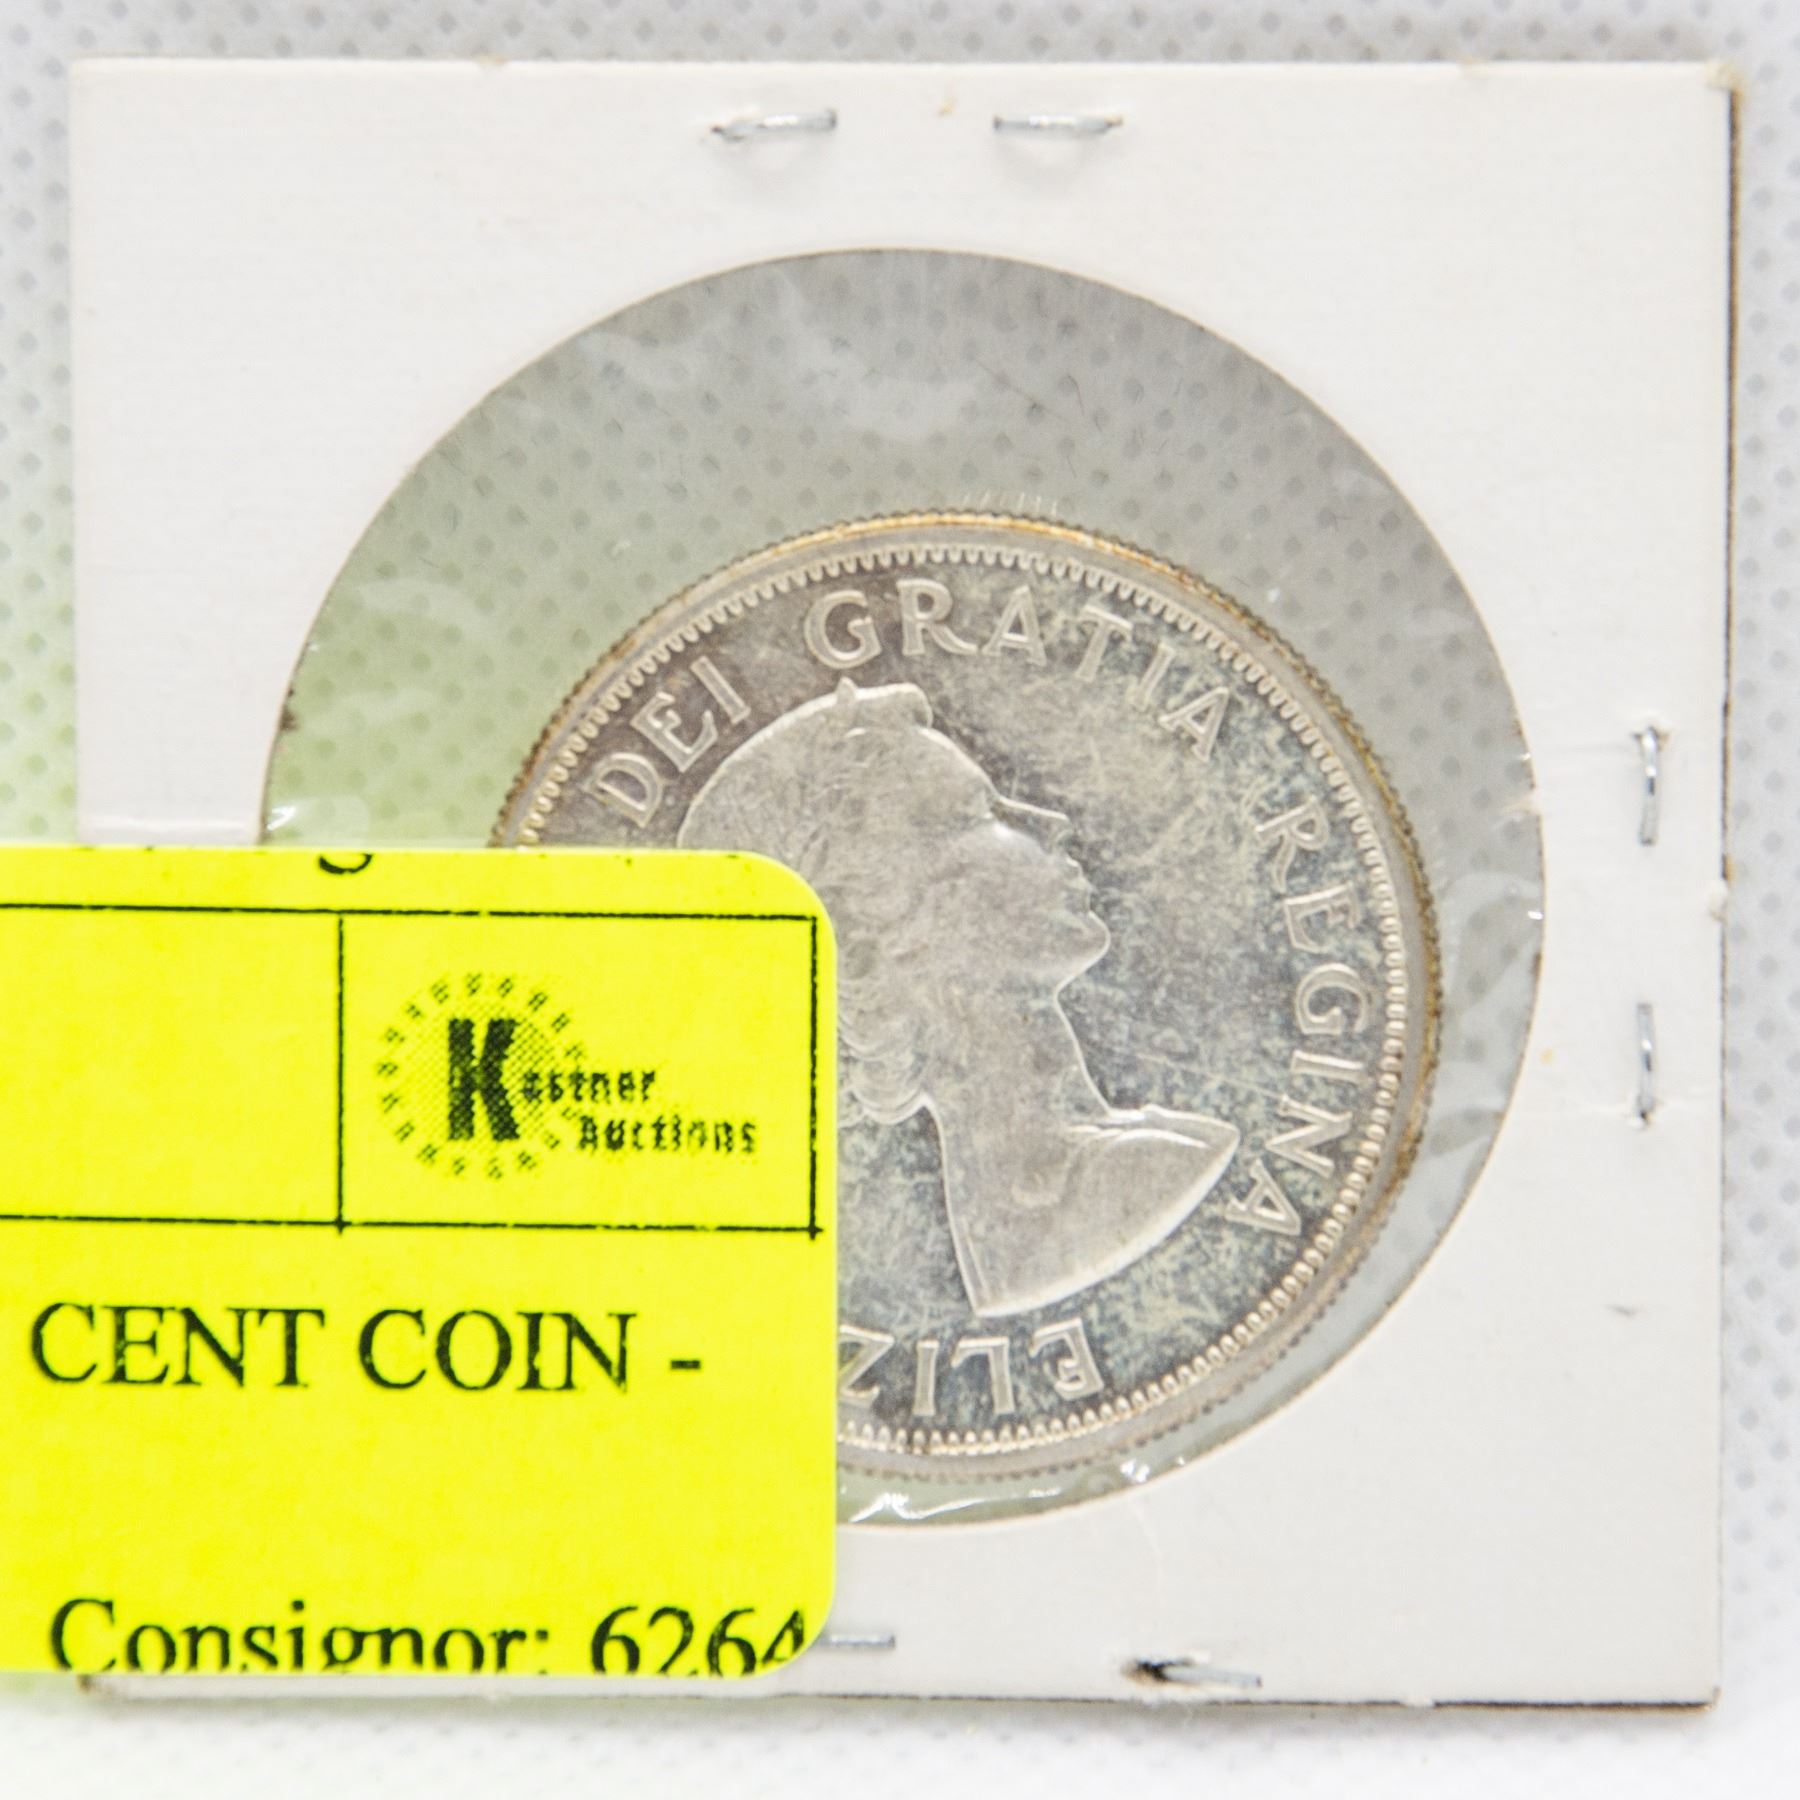 DEI GRATIA REGINA
ELIZ
Kastner
Auctions
CENT COIN -
Consignor: 6264